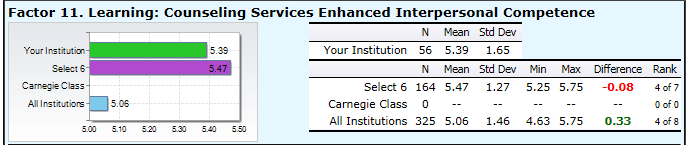 Factor 11. Learning: Counseling Services Enhanced Interpersonal Competence
Your Institution 5.39
Select 6 5.47
Carnegie Class
All Institutions 5.06
5.00 5.10 5.20 5.30 5.40 5.50
N Mean Std Dev
Your Institution 56 5.39 1.65
N Mean Std Dev Min Max Difference Rank
Select 6 164 5.47 1.27 5.25 5.75 -0.08 4 of 7
Carnegie Class 0 -- -- -- -- -- 0 of 0
All Institutions 325 5.06 1.46 4.63 5.75 0.33 4 of 8